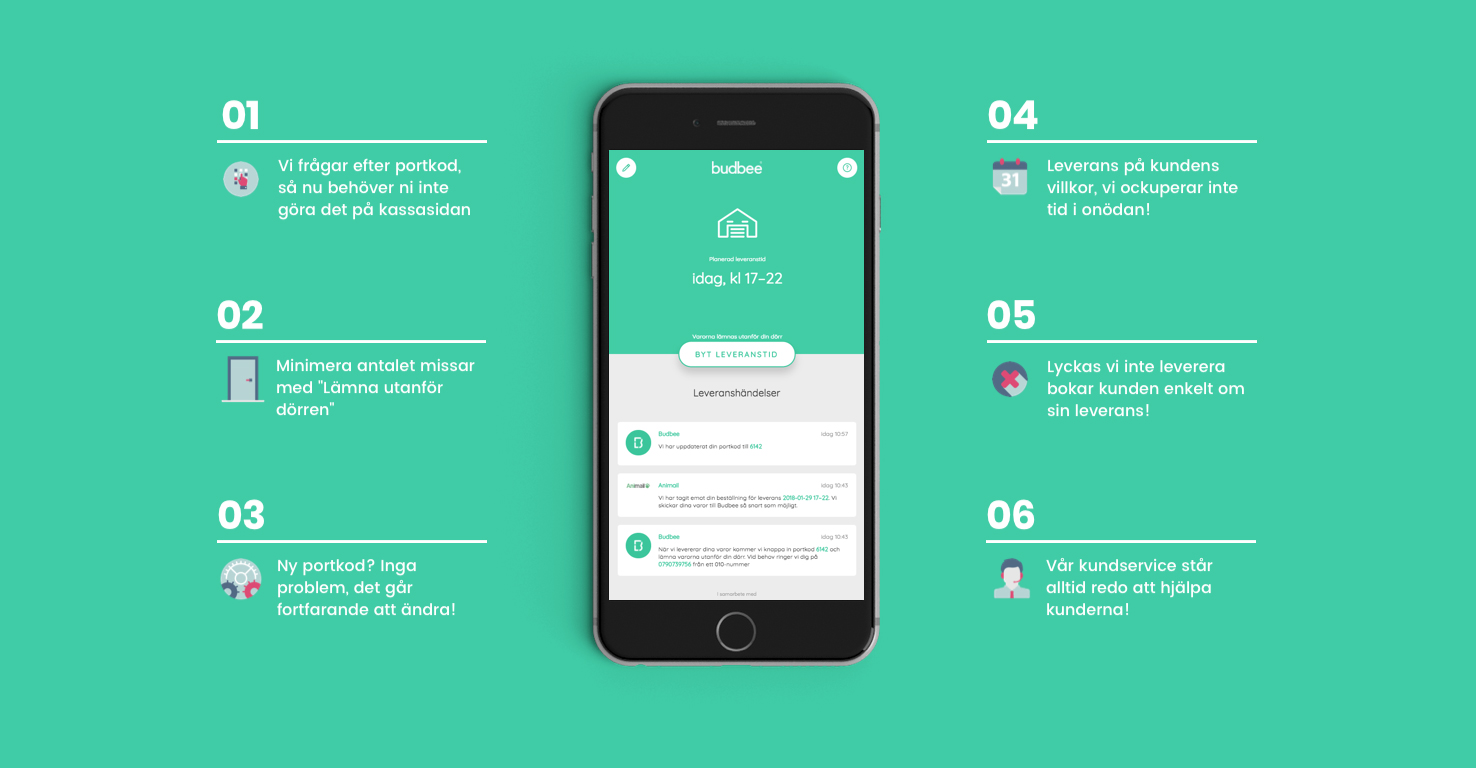 01
Vi frågar efter portkod,
så nu behöver ni inte
göra det på kassasidan
02
Minimera antalet missar
med "Lämna utanför
dörren"
03
Ny portkod? Inga
problem, det går
fortfarande att ändra!
budbee
Planerad leveranstid
idag, kl 17–22
Varorna lämnas utanför din dörr
BYT LEVERANSTID
Leveranshändelser
Budbee idag 10:57
Vi har uppdaterat din portkod till 6142
Animail Animail idag 10:43
Vi har tagit emot din beställning för leverans 2018-01-29 17–22. Vi
skickar dina varor till Budbee så snart som möjligt.
Budbee idag 10:43
När vi levererar dina varor kommer vi knappa in portkod 6142 och
lämna varorna utanför din dörr. Vid behov ringer vi dig på
0790739756 från ett 010-nummer
I samarbete med
04
31
Leverans på kundens
villkor, vi ockuperar inte
tid i onödan!
05
Lyckas vi inte leverera
bokar kunden enkelt om
sin leverans!
06
Vår kundservice står
alltid redo att hjälpa
kunderna!